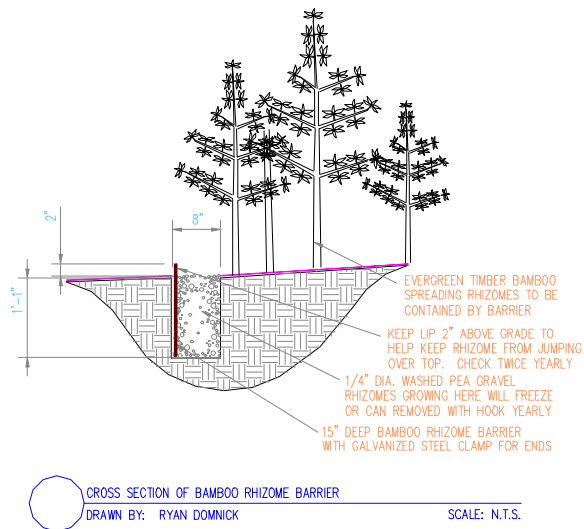 8"
2"
1'-1"
EVERGREEN TIMBER BAMBOO
SPREADING RHIZOMES TO BE
CONTAINED BY BARRIER
KEEP LIP 2" ABOVE GRADE TO
HELP KEEP RHIZOME FROM JUMPING
OVER TOP. CHECK TWICE YEARLY
1/4" DIA. WASHED PEA GRAVEL
RHIZOMES GROWING HERE WILL FREEZE
OR CAN REMOVED WITH HOOK YEARLY
15" DEEP BAMBOO RHIZOME BARRIER
WITH GALVANIZED STEEL CLAMP FOR ENDS
CROSS SECTION OF BAMBOO RHIZOME BARRIER
DRAWN BY: RYAN DOMNICK SCALE: N.T.S.